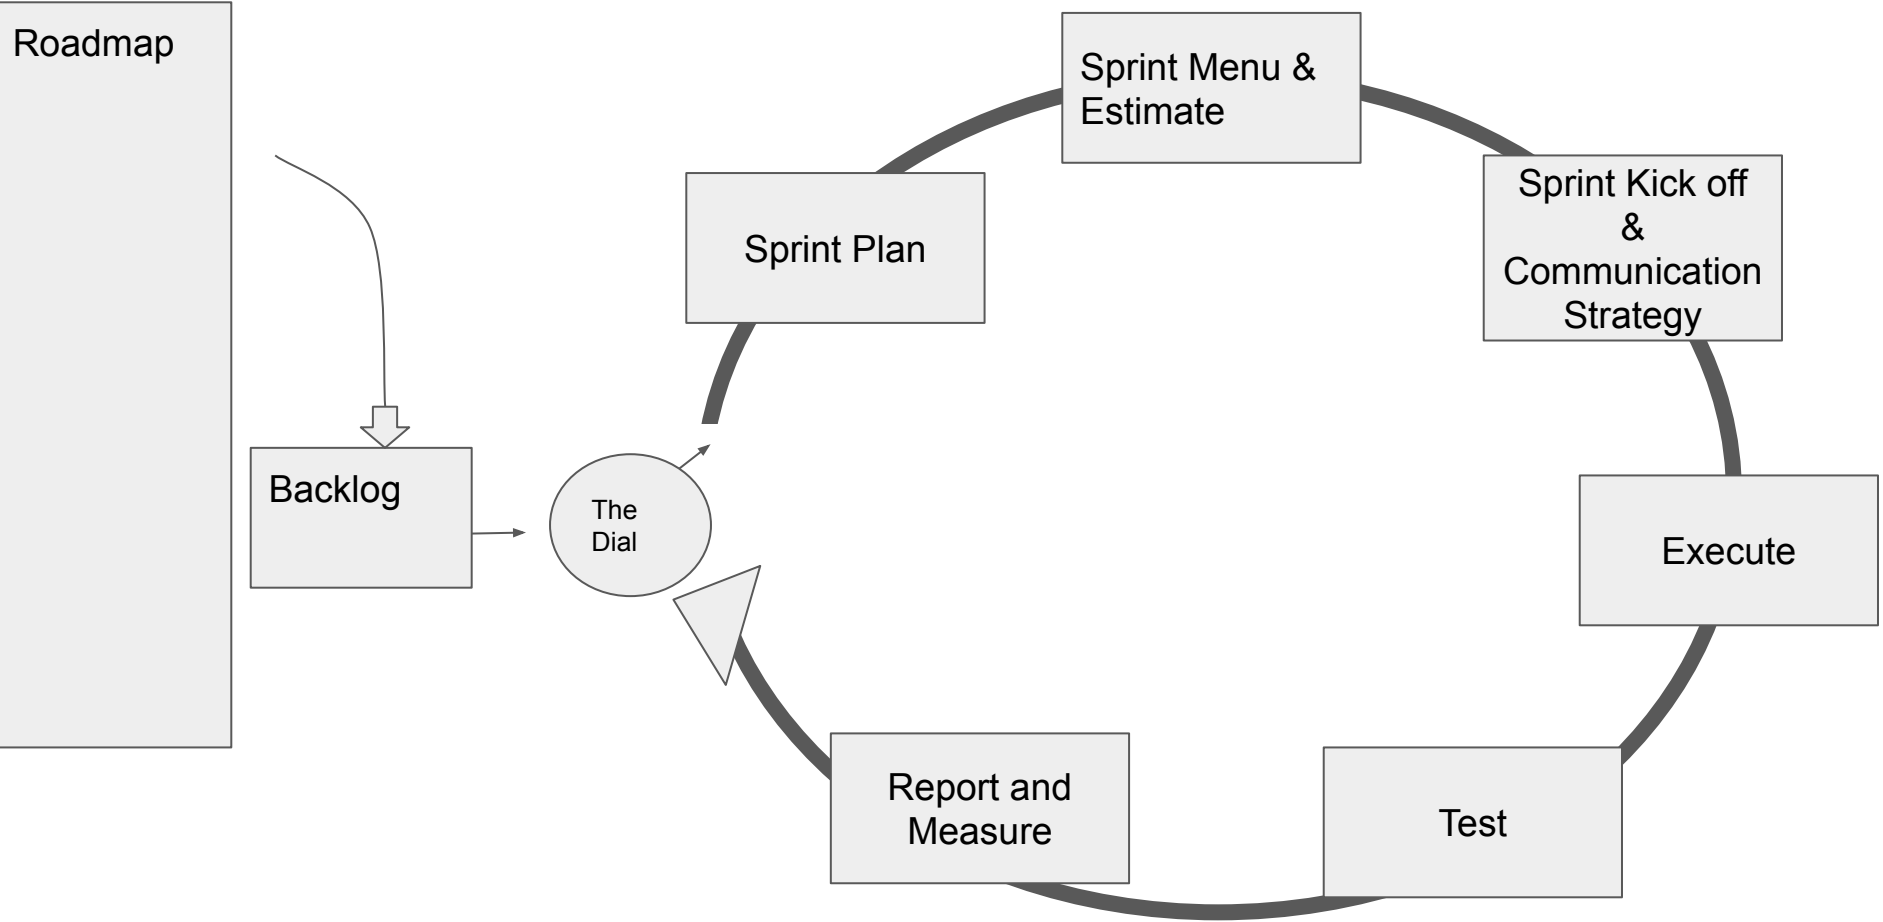 Roadmap
Sprint Menu &
Estimate
Sprint Kick off
&
Communication
Strategy
Sprint Plan
Backlog
The
Dial
Execute
Report and
Measure
Test